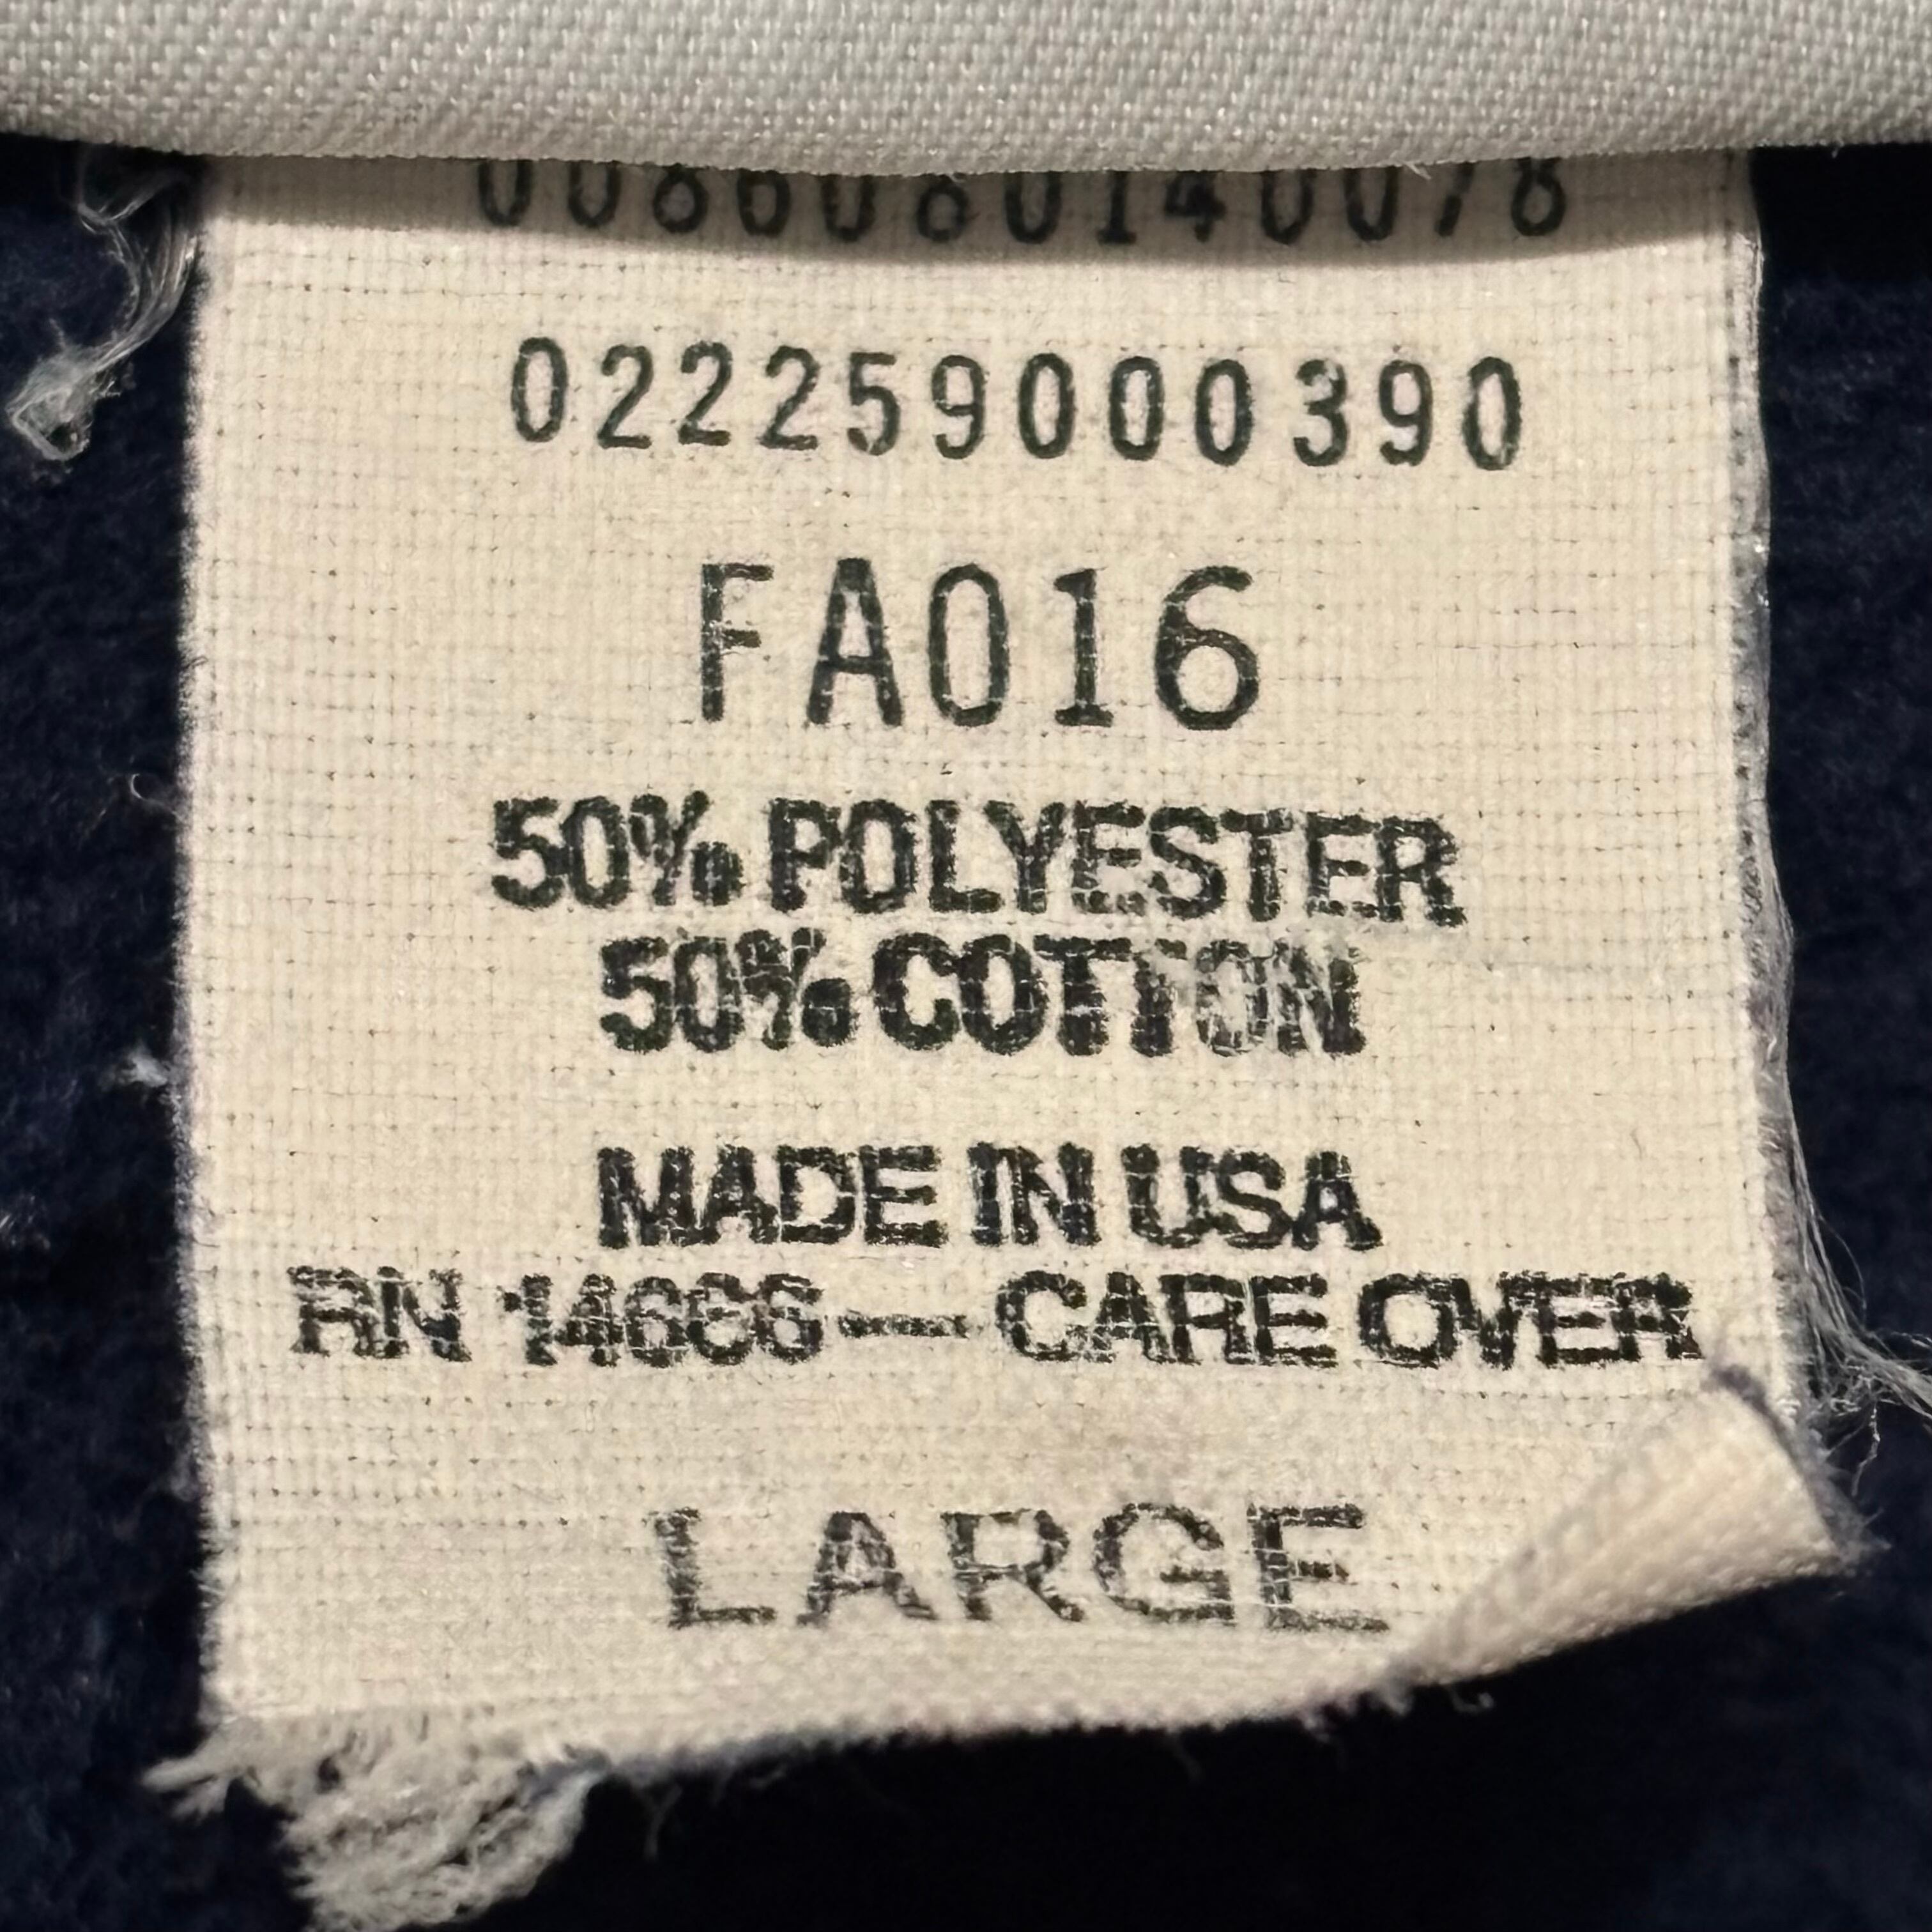 022259000390
FA016
50% POLYESTER
50% COTTON
MADE IN USA
RN 14666 — CARE OVER
LARGE